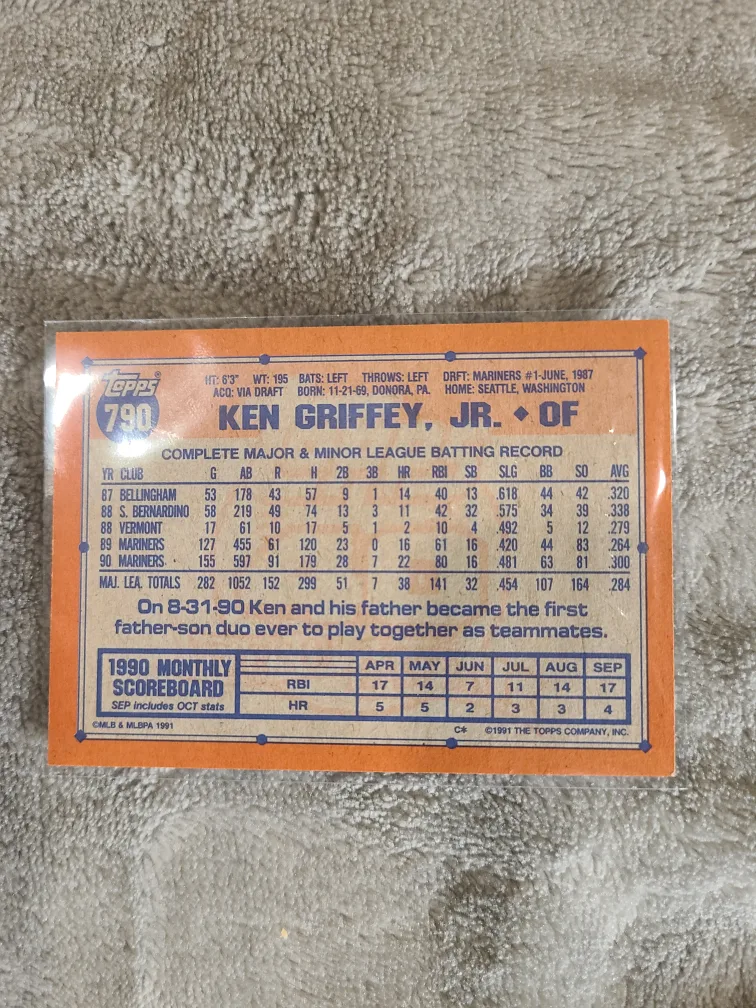 TOPPS®
790
HT: 6'3" WT: 195 BATS: LEFT THROWS: LEFT DRFT: MARINERS #1-JUNE, 1987
ACQ: VIA DRAFT BORN: 11-21-69, DONORA, PA. HOME: SEATTLE, WASHINGTON
KEN GRIFFEY, JR. ◆ OF
COMPLETE MAJOR & MINOR LEAGUE BATTING RECORD
YR CLUB G AB R H 2B 3B HR RBI SB SLG BB SO AVG
87 BELLINGHAM 53 178 43 57 9 1 14 40 13 .618 44 42 .320
88 S. BERNARDINO 58 219 49 74 13 3 11 42 32 .575 34 39 .338
88 VERMONT 17 61 10 17 5 1 2 10 4 .492 5 12 .279
89 MARINERS 127 455 61 120 23 0 16 61 16 .420 44 83 .264
90 MARINERS 155 597 91 179 28 7 22 80 16 .481 63 81 .300
MAJ. LEA. TOTALS 282 1052 152 299 51 7 38 141 32 .454 107 164 .284
On 8-31-90 Ken and his father became the first
father-son duo ever to play together as teammates.
1990 MONTHLY
SCOREBOARD
SEP includes OCT stats
APR MAY JUN JUL AUG SEP
RBI 17 14 7 11 14 17
HR 5 5 2 3 3 4
©MLB & MLBPA 1991
C* ©1991 THE TOPPS COMPANY, INC.